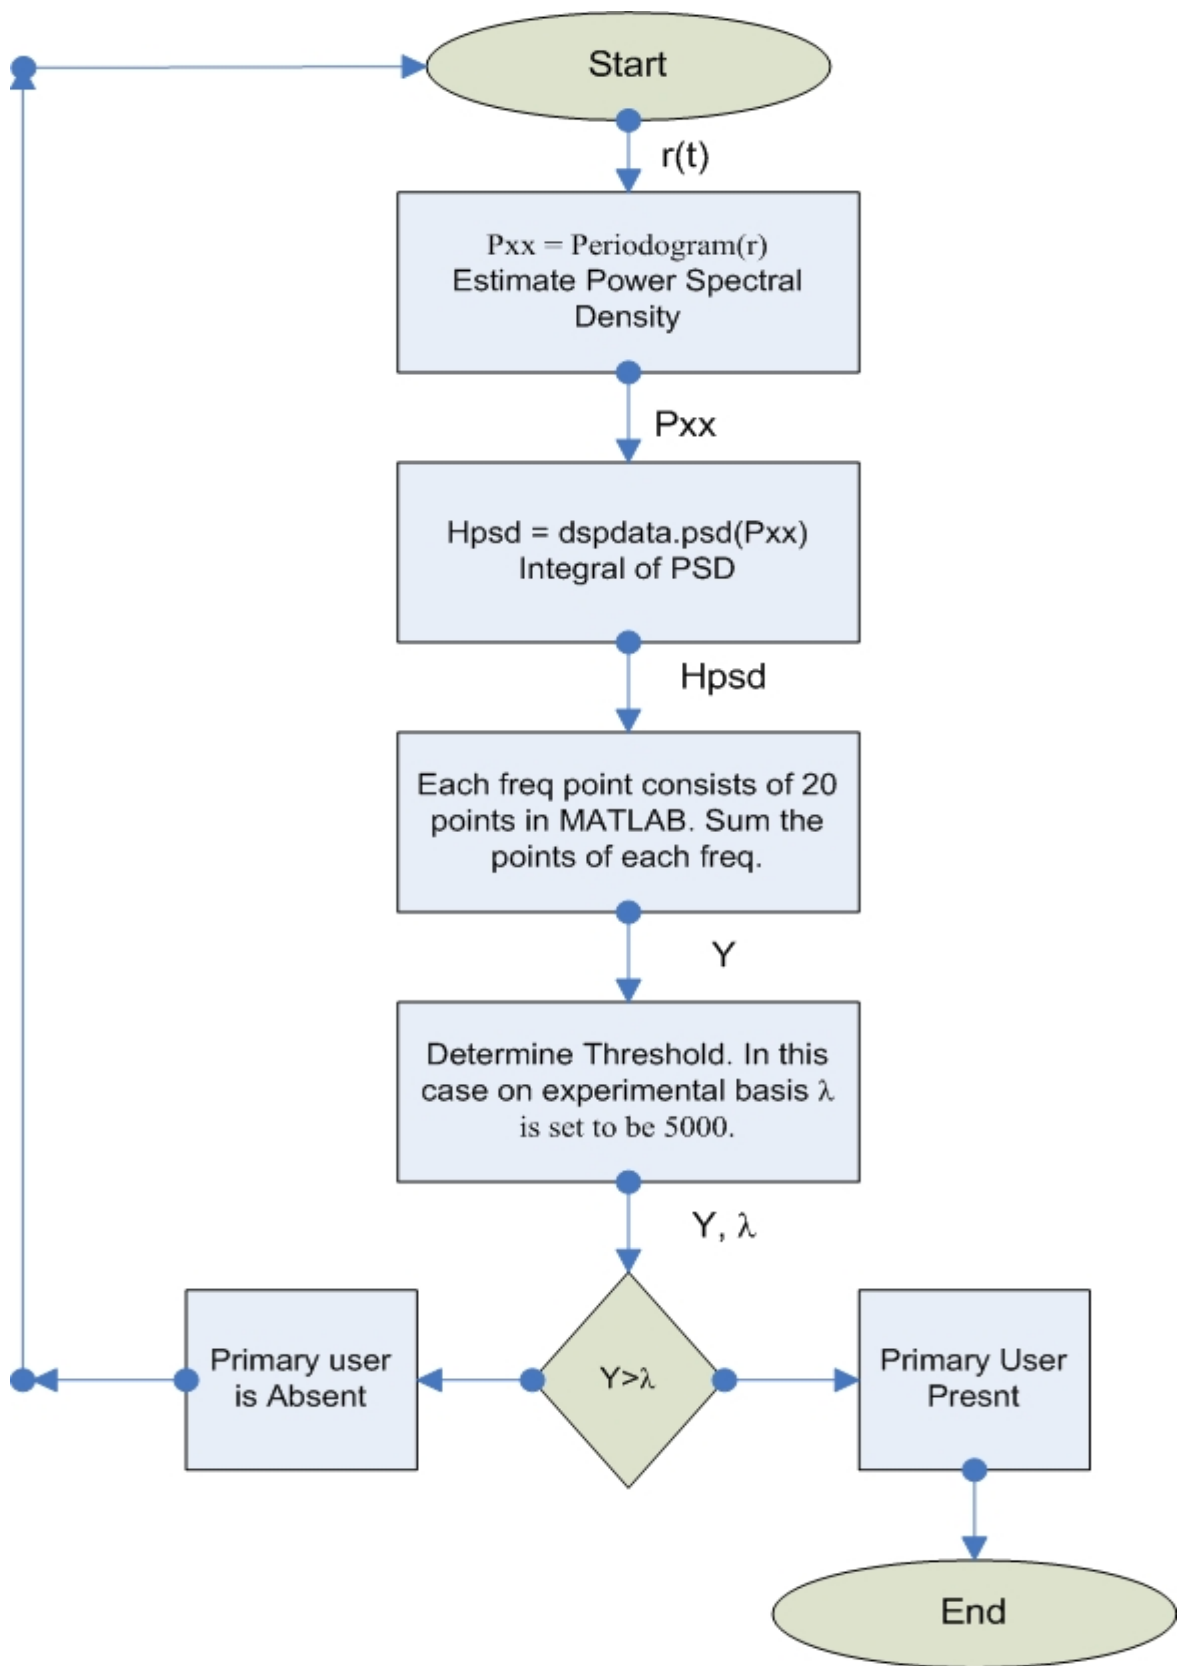 Start
r(t)
Pxx = Periodogram(r)
Estimate Power Spectral
Density
Pxx
Hpsd = dspdata.psd(Pxx)
Integral of PSD
Hpsd
Each freq point consists of 20
points in MATLAB. Sum the
points of each freq.
Y
Determine Threshold. In this
case on experimental basis λ
is set to be 5000.
Y, λ
Primary user
is Absent
Y>λ
Primary User
Presnt
End